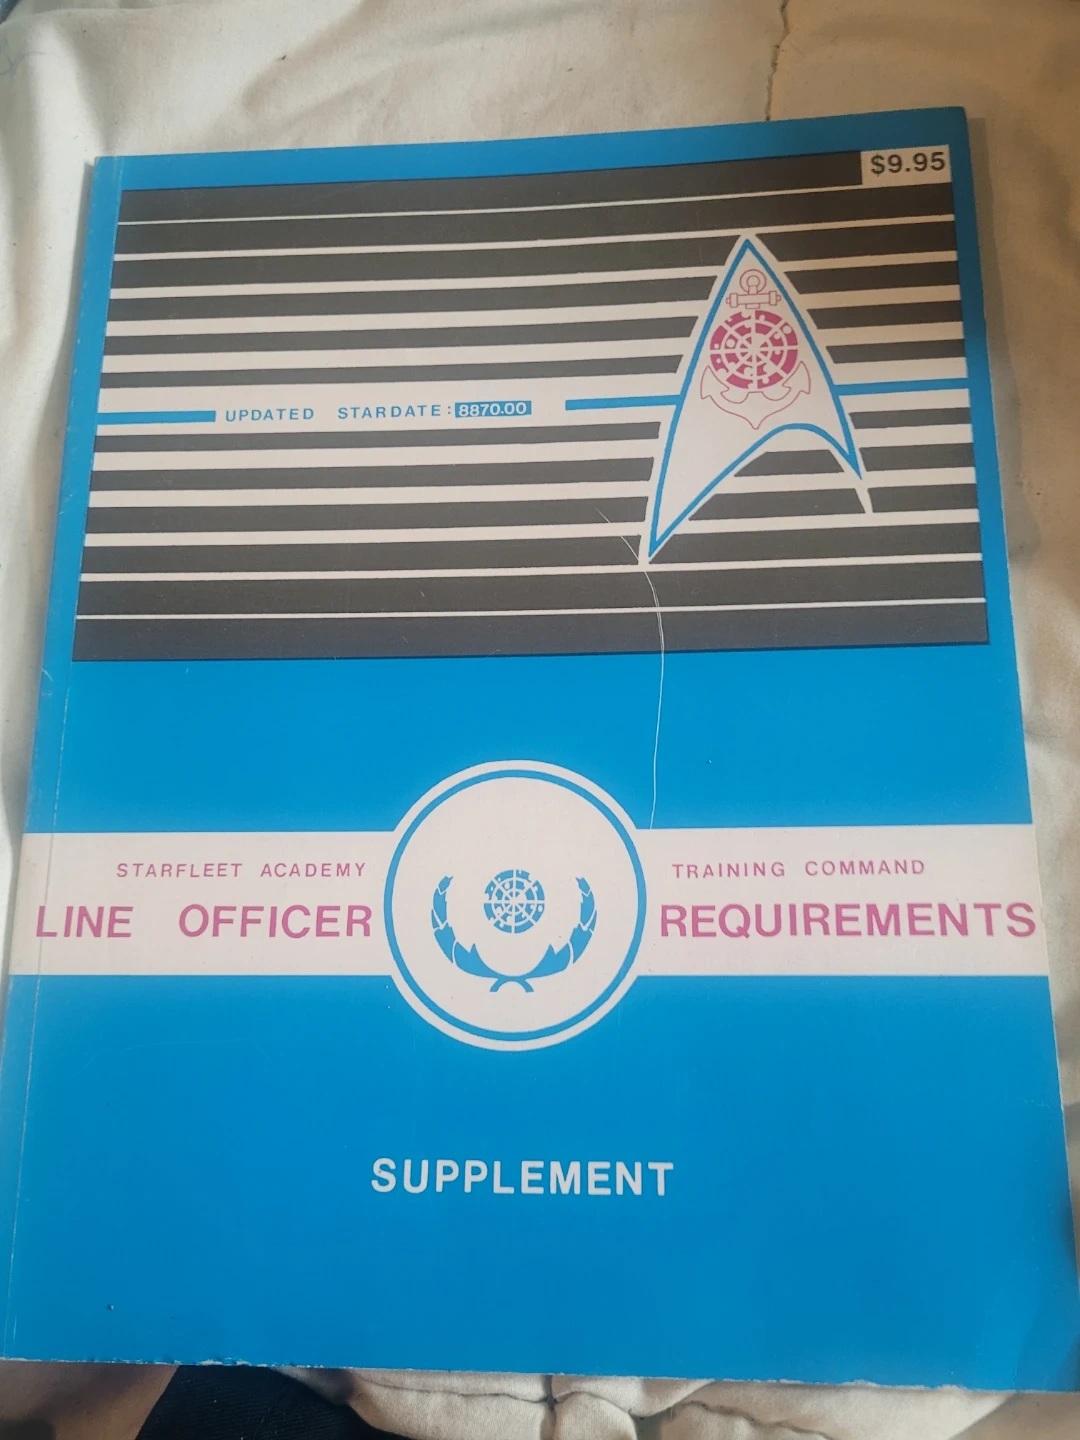 $9.95
UPDATED STARDATE: 8870.00
STARFLEET ACADEMY TRAINING COMMAND
LINE OFFICER REQUIREMENTS
SUPPLEMENT